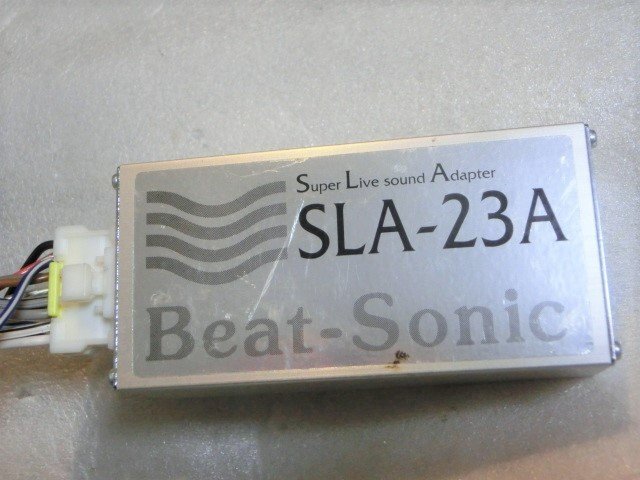 Super Live sound Adapter
SLA-23A
Beat-Sonic